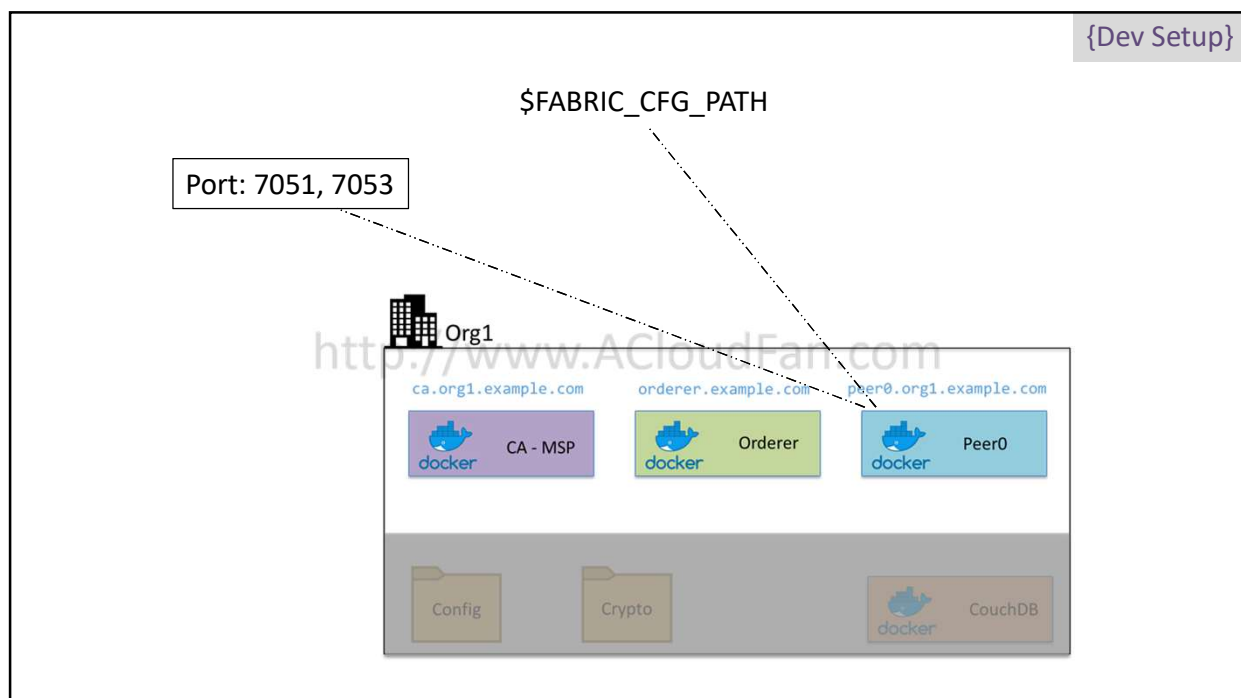 {Dev Setup}
$FABRIC_CFG_PATH
Port: 7051, 7053
Org1
http://www.ACloudFan.com
ca.org1.example.com
orderer.example.com
peer0.org1.example.com
docker
CA - MSP
docker
Orderer
docker
Peer0
Config
Crypto
docker
CouchDB